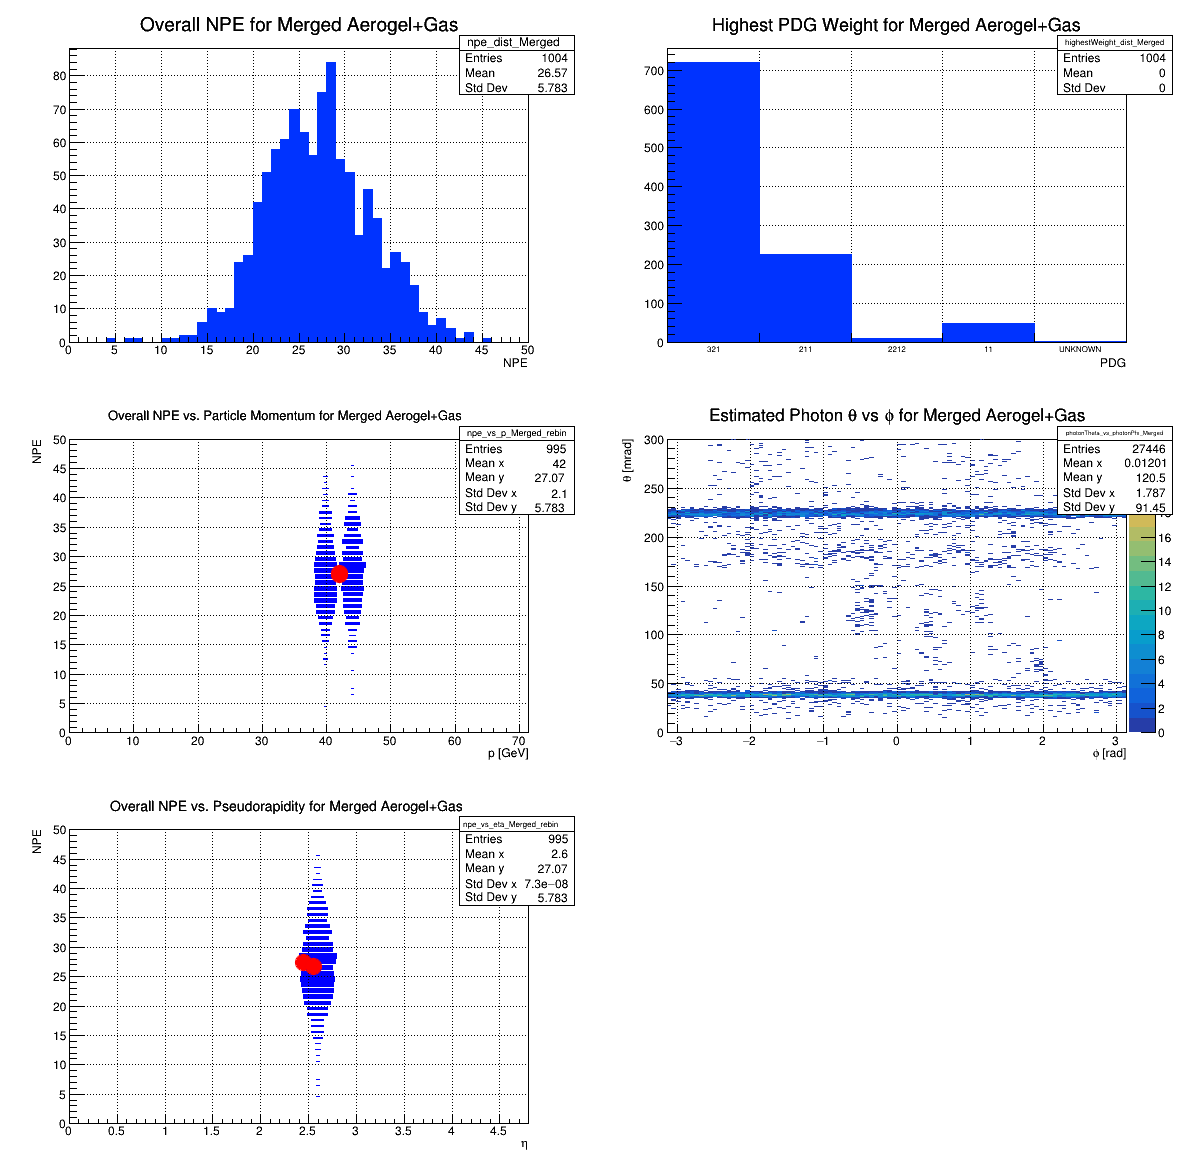 Overall NPE for Merged Aerogel+Gas
npe_dist_Merged
Entries 1004
Mean 26.57
Std Dev 5.783
80
70
60
50
40
30
20
10
0
0 5 10 15 20 25 30 35 40 45 50
NPE
Highest PDG Weight for Merged Aerogel+Gas
highestWeight_dist_Merged
Entries 1004
Mean 0
Std Dev 0
700
600
500
400
300
200
100
0
321 211 2212 11 UNKNOWN
PDG
Overall NPE vs. Particle Momentum for Merged Aerogel+Gas
npe_vs_p_Merged_rebin
Entries 995
Mean x 42
Mean y 27.07
Std Dev x 2.1
Std Dev y 5.783
NPE
50
45
40
35
30
25
20
15
10
5
0
0 10 20 30 40 50 60 70
p [GeV]
Estimated Photon θ vs ϕ for Merged Aerogel+Gas
photonTheta_vs_photonPhi_Merged
Entries 27446
Mean x 0.01201
Mean y 120.5
Std Dev x 1.787
Std Dev y 91.45
θ [mrad]
300
250
200
150
100
50
0
−3 −2 −1 0 1 2 3
ϕ [rad]
16
14
12
10
8
6
4
2
0
Overall NPE vs. Pseudorapidity for Merged Aerogel+Gas
npe_vs_eta_Merged_rebin
Entries 995
Mean x 2.6
Mean y 27.07
Std Dev x 7.3e−08
Std Dev y 5.783
NPE
50
45
40
35
30
25
20
15
10
5
0
0 0.5 1 1.5 2 2.5 3 3.5 4 4.5
η